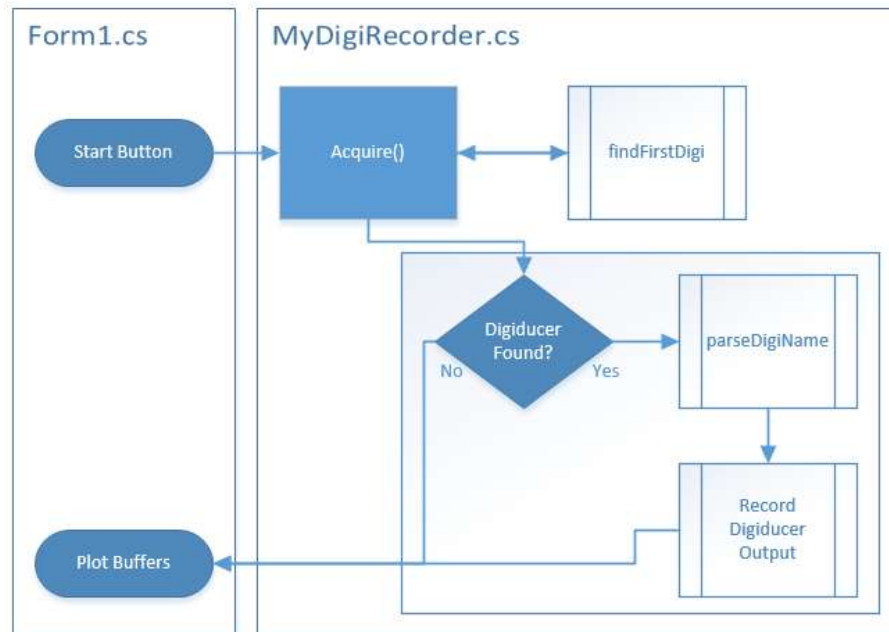 Form1.cs
MyDigiRecorder.cs
Start Button
Acquire()
findFirstDigi
Digiducer
Found?
No
Yes
parseDigiName
Record
Digiducer
Output
Plot Buffers